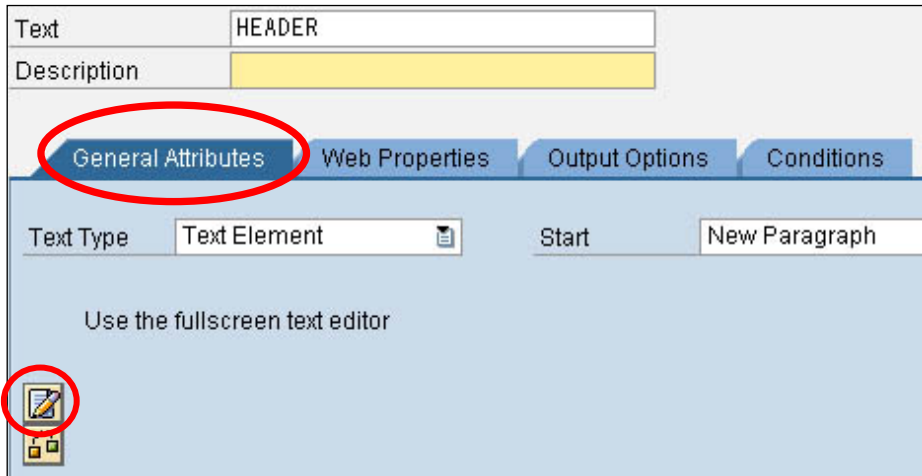 Text HEADER
Description
General Attributes Web Properties Output Options Conditions
Text Type Text Element Start New Paragraph
Use the fullscreen text editor